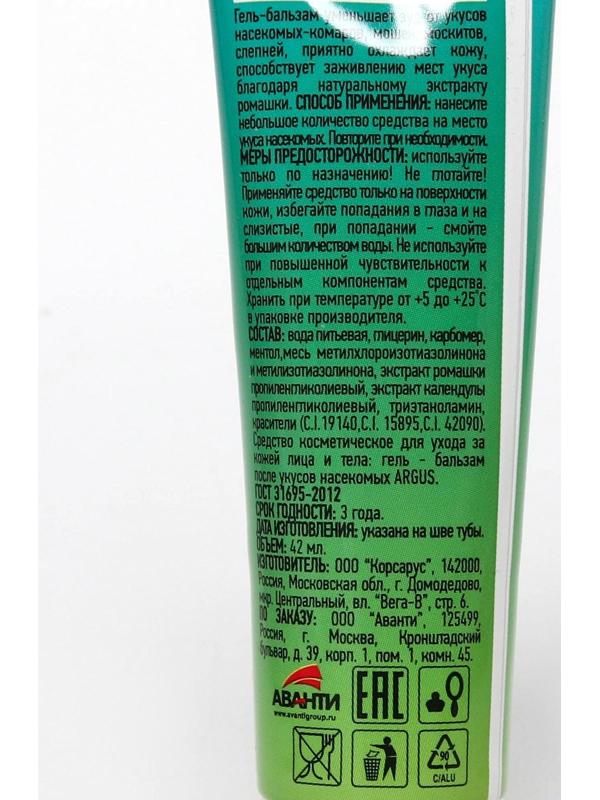 Гель-бальзам уменьшает зуд от укусов
насекомых-комаров, мошек, москитов,
слепней, приятно охлаждает кожу,
способствует заживлению мест укуса
благодаря натуральному экстракту
ромашки. СПОСОБ ПРИМЕНЕНИЯ: нанесите
небольшое количество средства на место
укуса насекомых. Повторите при необходимости.
МЕРЫ ПРЕДОСТОРОЖНОСТИ: используйте
только по назначению! Не глотайте!
Применяйте средство только на поверхности
кожи, избегайте попадания в глаза и на
слизистые, при попадании - смойте
большим количеством воды. Не используйте
при повышенной чувствительности к
отдельным компонентам средства.
Хранить при температуре от +5 до +25°С
в упаковке производителя.
СОСТАВ: вода питьевая, глицерин, карбомер,
ментол,месь метилхлороизотиазолинона
и метилизотиазолинона, экстракт ромашки
пропиленгликолиевый, экстракт календулы
пропиленгликолиевый, триэтаноламин,
красители (C.I.19140,C.I. 15895,C.I. 42090).
Средство косметическое для ухода за
кожей лица и тела: гель - бальзам
после укусов насекомых ARGUS.
ГОСТ 31695-2012
СРОК ГОДНОСТИ: 3 года.
ДАТА ИЗГОТОВЛЕНИЯ: указана на шве тубы.
ОБЪЕМ: 42 мл.
ИЗГОТОВИТЕЛЬ: ООО "Корсарус", 142000,
Россия, Московская обл., г. Домодедово,
мкр. Центральный, вл. "Вега-В", стр. 6.
ПО ЗАКАЗУ: ООО "Аванти", 125499,
Россия, г. Москва, Кронштадский
бульвар, д. 39, корп. 1, пом. 1, комн. 45.
АВАНТИ
www.avantigroup.ru
EAC
90
C/ALU